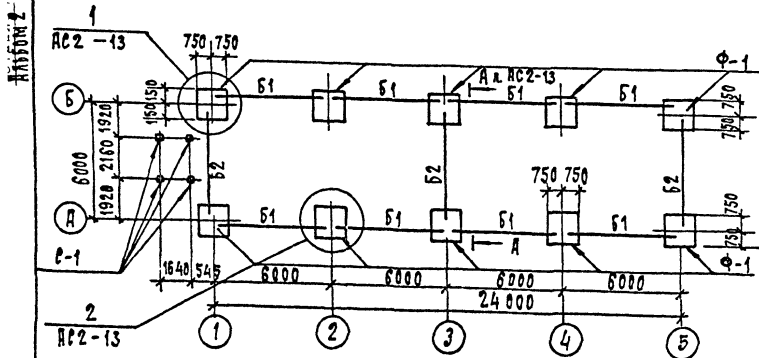 АЛЬБОМ 2
1
АС2-13
750 750
Ф-1
А л. АС2-13
Б
Б1 Б1 Б1 Б1
150 1510
750
750
1920
2160
1920
6000
Б2 Б2 Б2
750 750
А
Б1 Б1 Б1 Б1
А
750
750
С-1
1640 545 6000 6000 6000 6000
Ф-1
24000
2
АС2-13
1 2 3 4 5